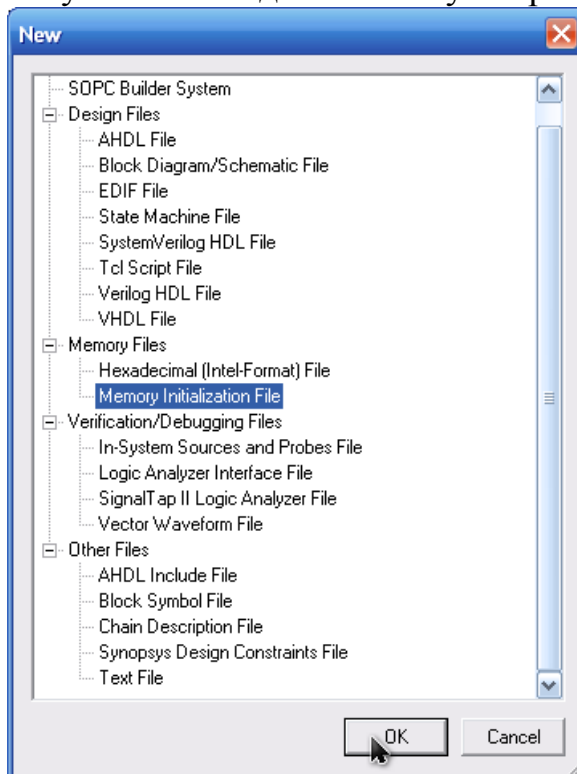 New
SOPC Builder System
Design Files
AHDL File
Block Diagram/Schematic File
EDIF File
State Machine File
SystemVerilog HDL File
Tcl Script File
Verilog HDL File
VHDL File
Memory Files
Hexadecimal (Intel-Format) File
Memory Initialization File
Verification/Debugging Files
In-System Sources and Probes File
Logic Analyzer Interface File
SignalTap II Logic Analyzer File
Vector Waveform File
Other Files
AHDL Include File
Block Symbol File
Chain Description File
Synopsys Design Constraints File
Text File
OK Cancel